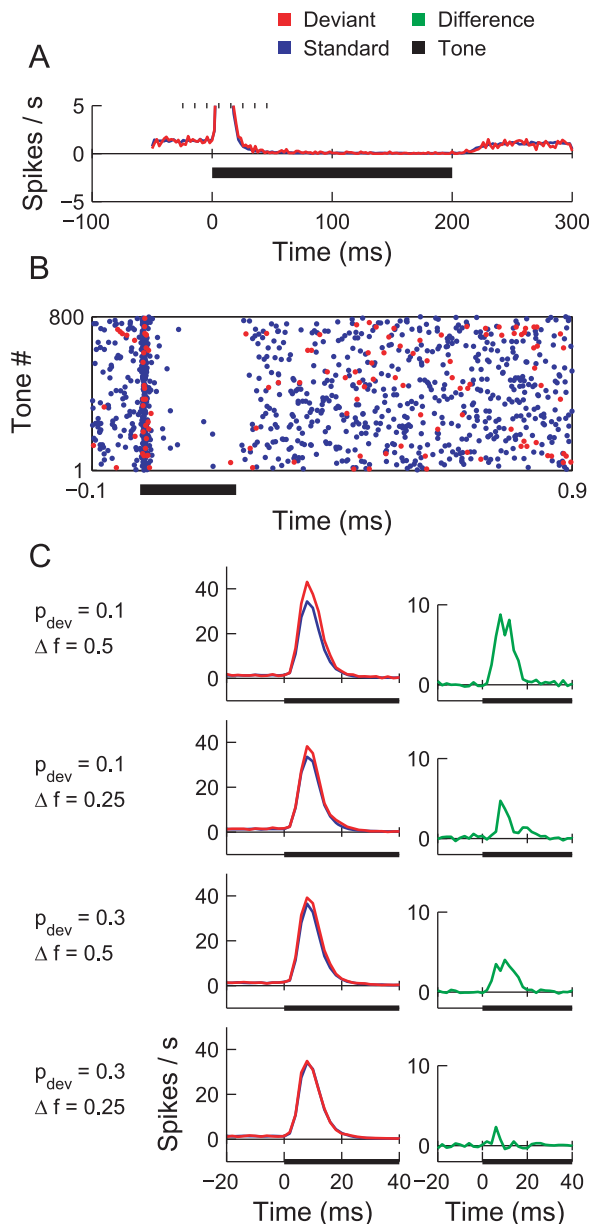 Deviant
Difference
Standard
Tone
A
Spikes / s
5
0
−5
−100
0
100
200
300
Time (ms)
B
Tone #
800
1
−0.1
0.9
Time (ms)
C
p_dev = 0.1
Δ f = 0.5
40
20
0
10
0
p_dev = 0.1
Δ f = 0.25
40
20
0
10
0
p_dev = 0.3
Δ f = 0.5
40
20
0
10
0
p_dev = 0.3
Δ f = 0.25
Spikes / s
40
20
0
10
0
−20 0 20 40
−20 0 20 40
Time (ms)
Time (ms)